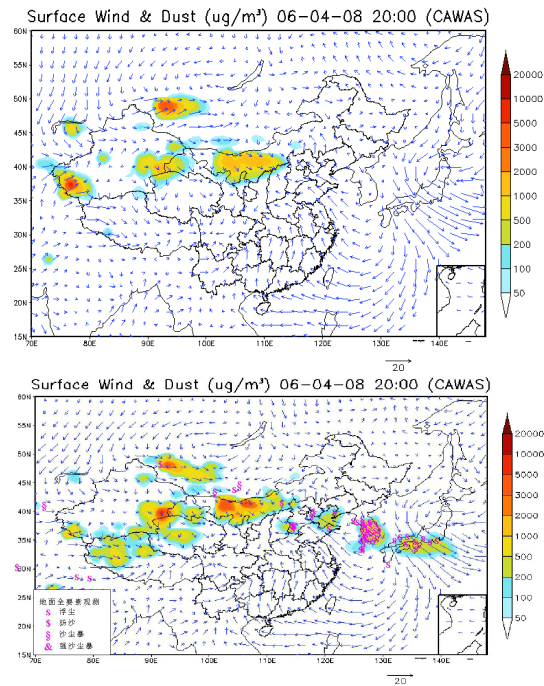 Surface Wind & Dust (ug/m³) 06-04-08 20:00 (CAWAS)
60N
55N
50N
45N
40N
35N
30N
25N
20N
15N
70E 80E 90E 100E 110E 120E 130E 140E
20
20000
10000
5000
3000
2000
1000
500
200
100
50
Surface Wind & Dust (ug/m³) 06-04-08 20:00 (CAWAS)
60N
55N
50N
45N
40N
35N
30N
25N
20N
15N
地面全要素观测
S 浮尘
$ 扬沙
§ 沙尘暴
& 强沙尘暴
70E 80E 90E 100E 110E 120E 130E 140E
20
20000
10000
5000
3000
2000
1000
500
200
100
50